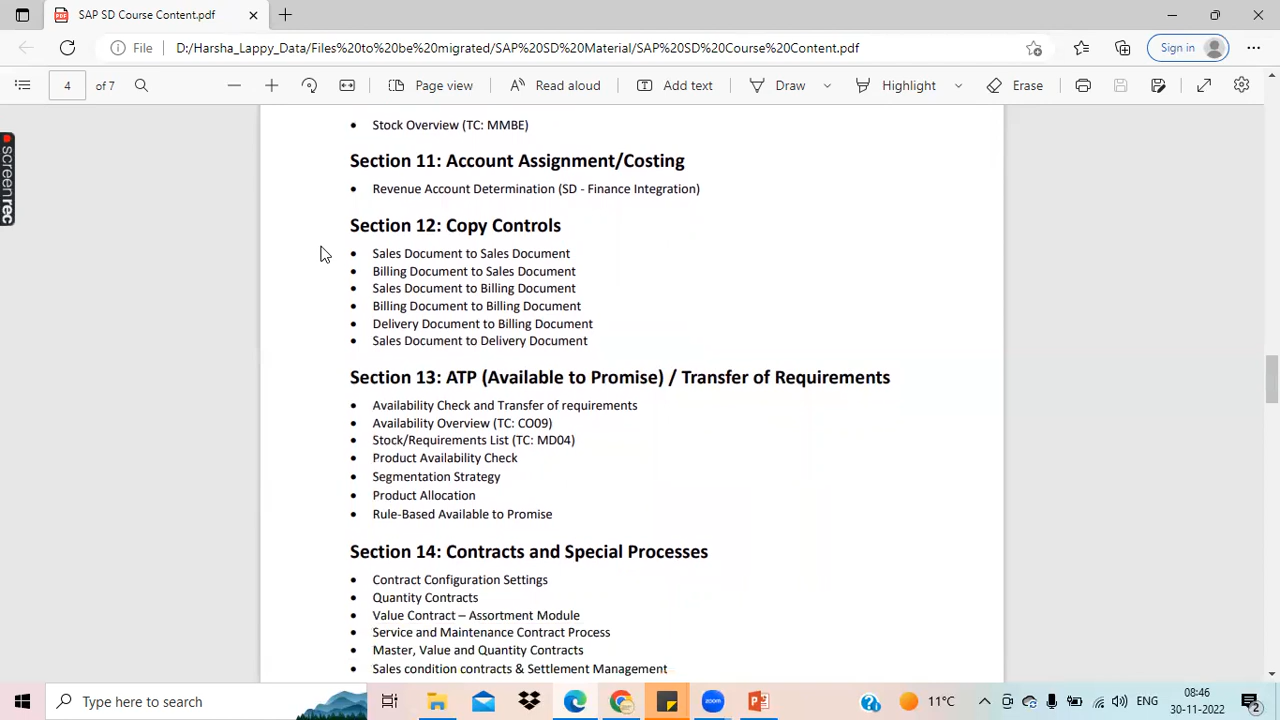 SAP SD Course Content.pdf
File
D:/Harsha_Lappy_Data/Files%20to%20be%20migrated/SAP%20SD%20Material/SAP%20SD%20Course%20Content.pdf
Sign in
4 of 7
Page view
Read aloud
Add text
Draw
Highlight
Erase
screenrec
• Stock Overview (TC: MMBE)
Section 11: Account Assignment/Costing
• Revenue Account Determination (SD - Finance Integration)
Section 12: Copy Controls
• Sales Document to Sales Document
• Billing Document to Sales Document
• Sales Document to Billing Document
• Billing Document to Billing Document
• Delivery Document to Billing Document
• Sales Document to Delivery Document
Section 13: ATP (Available to Promise) / Transfer of Requirements
• Availability Check and Transfer of requirements
• Availability Overview (TC: CO09)
• Stock/Requirements List (TC: MD04)
• Product Availability Check
• Segmentation Strategy
• Product Allocation
• Rule-Based Available to Promise
Section 14: Contracts and Special Processes
• Contract Configuration Settings
• Quantity Contracts
• Value Contract – Assortment Module
• Service and Maintenance Contract Process
• Master, Value and Quantity Contracts
• Sales condition contracts & Settlement Management
Type here to search
zoom
11°C
ENG
08:46
30-11-2022
2